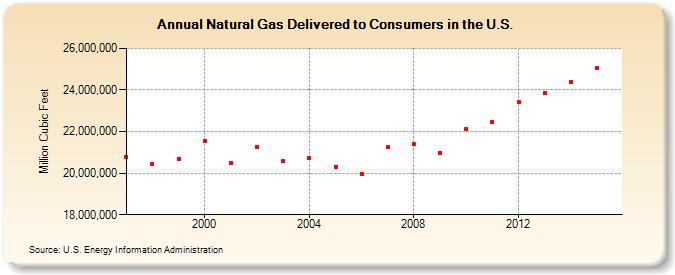 Annual Natural Gas Delivered to Consumers in the U.S.
Million Cubic Feet
26,000,000
24,000,000
22,000,000
20,000,000
18,000,000
2000 2004 2008 2012
Source: U.S. Energy Information Administration